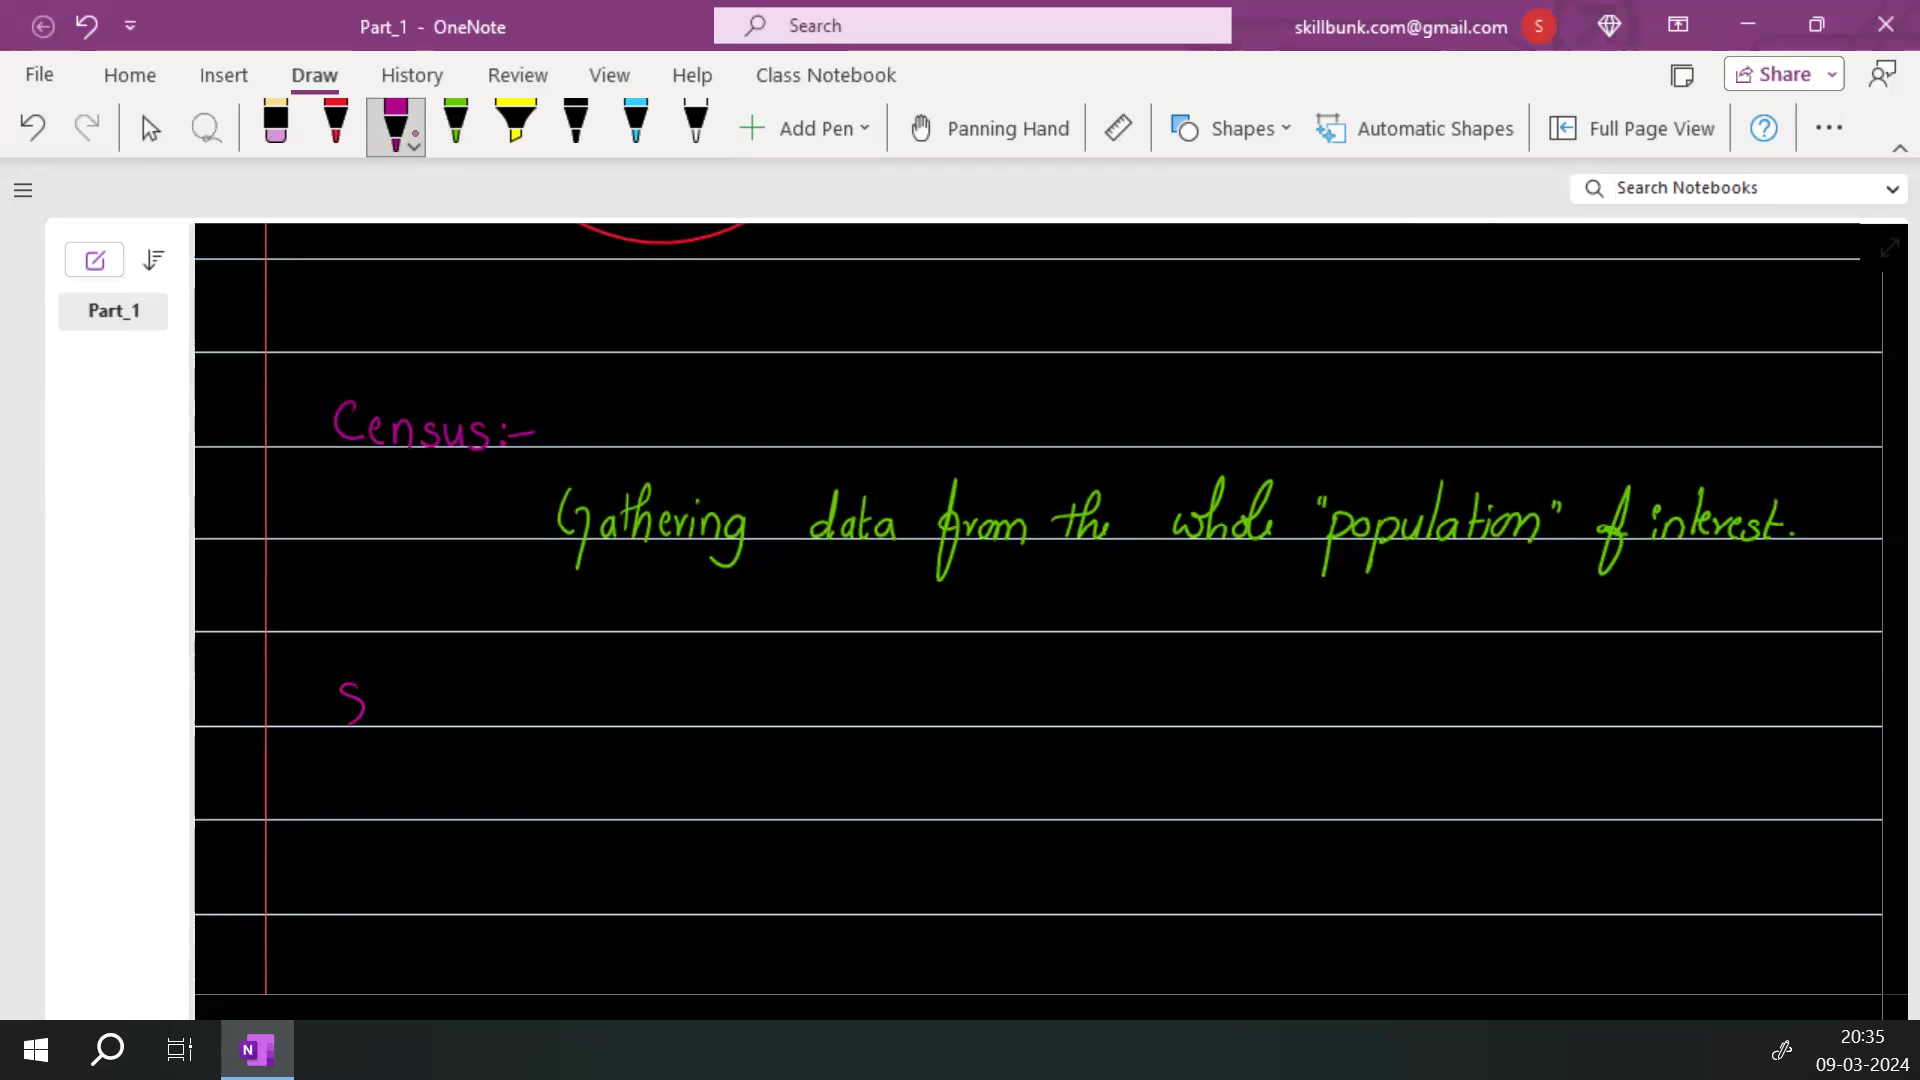 Part_1 - OneNote
Search
skillbunk.com@gmail.com
S
File Home Insert Draw History Review View Help Class Notebook
Share
Add Pen
Panning Hand
Shapes
Automatic Shapes
Full Page View
Search Notebooks
Part_1
Census:-
Gathering data from the whole "population" of interest.
S
N
20:35
09-03-2024